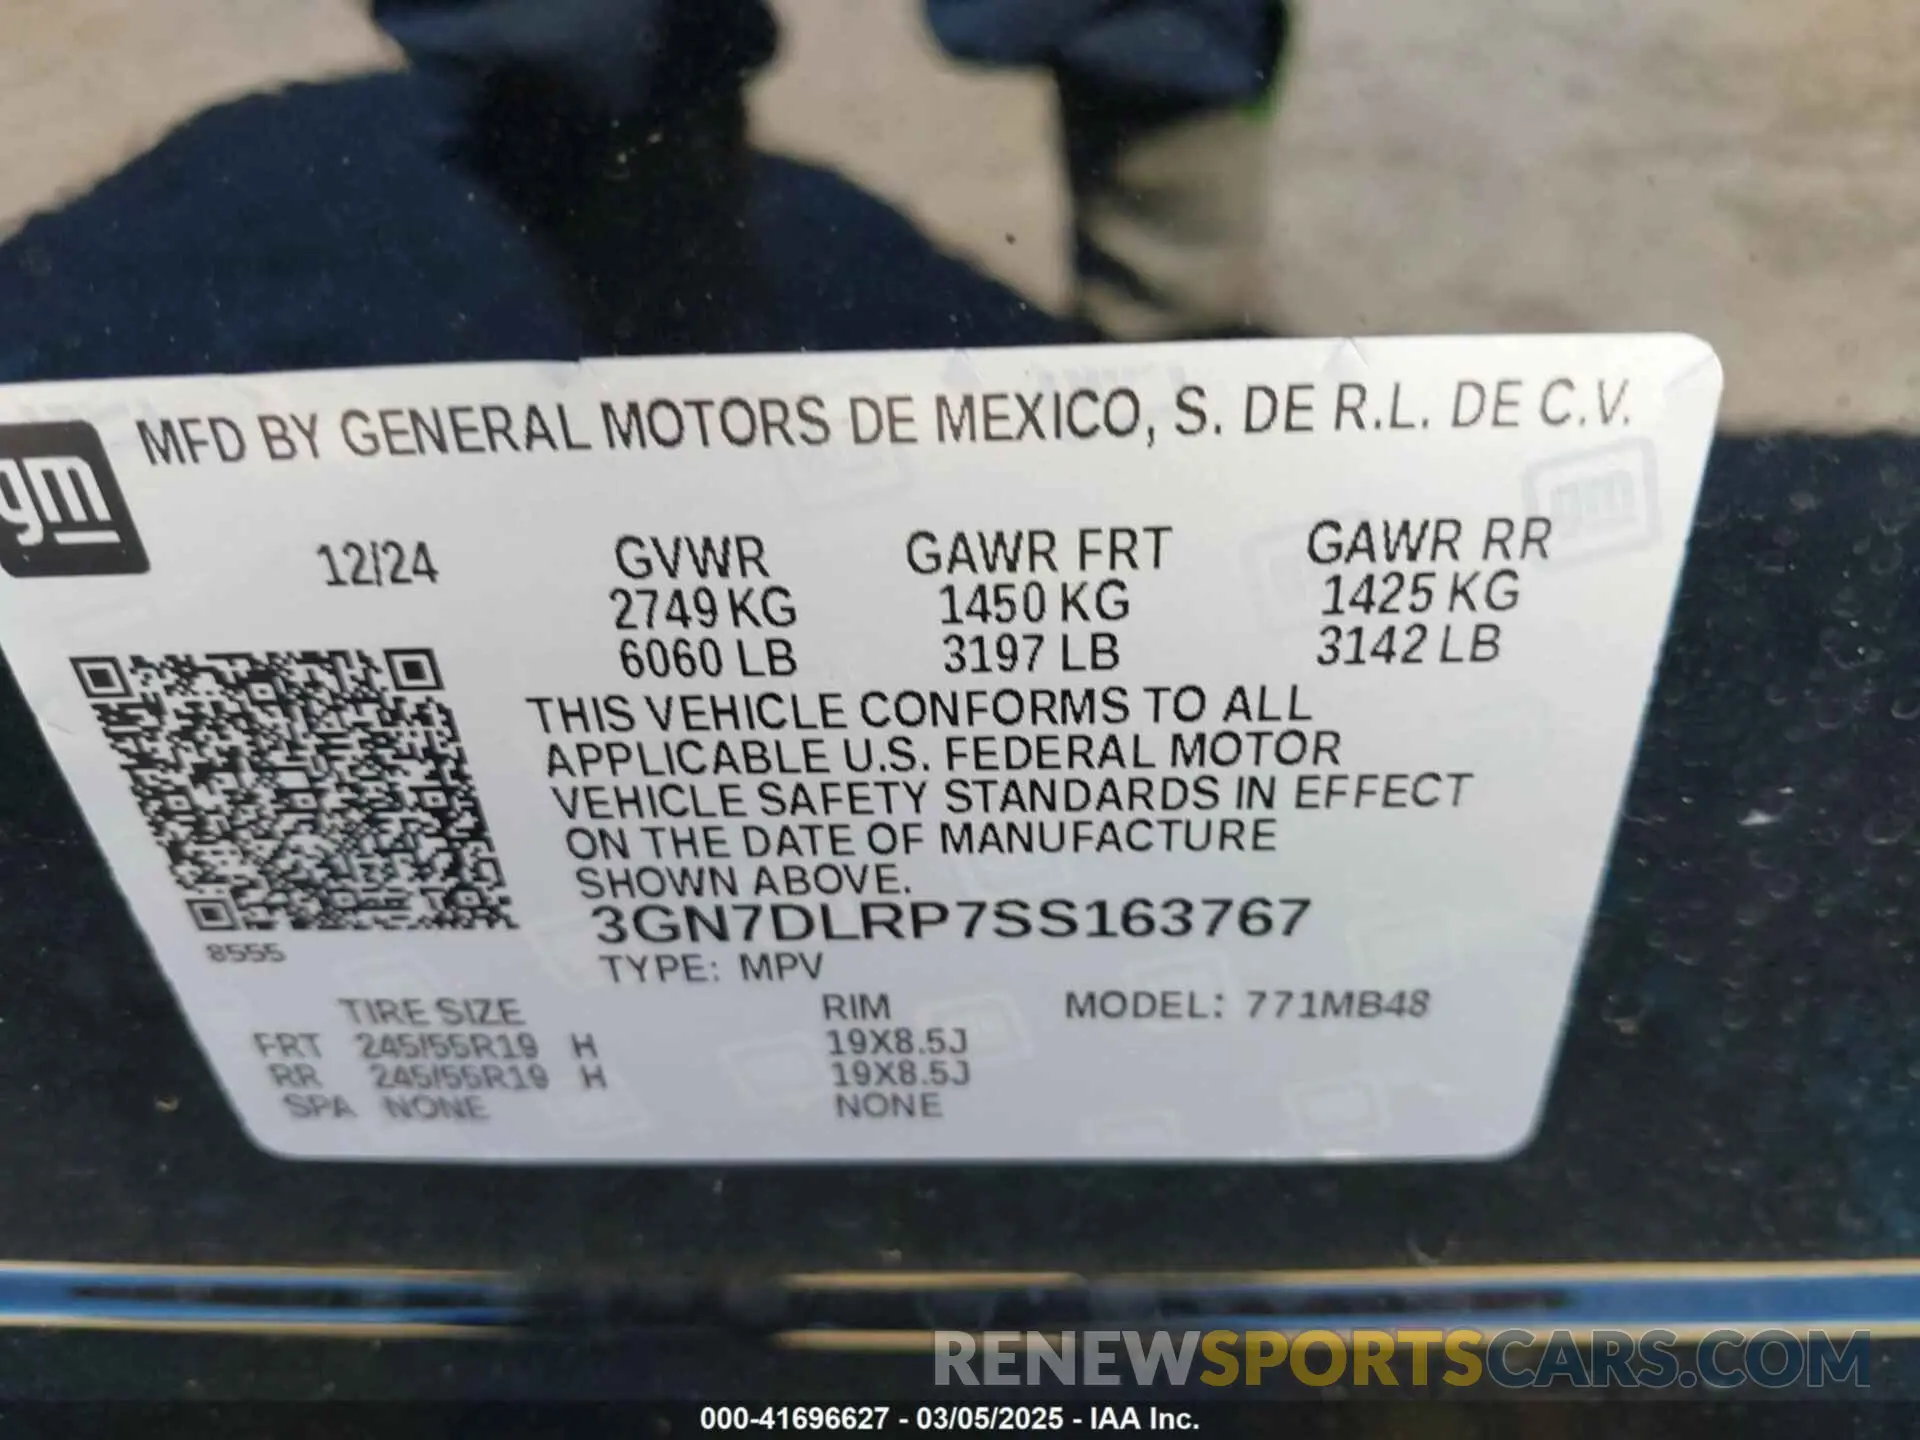 MFD BY GENERAL MOTORS DE MEXICO, S. DE R.L. DE C.V.
gm
12/24 GVWR GAWR FRT GAWR RR
2749 KG 1450 KG 1425 KG
6060 LB 3197 LB 3142 LB
THIS VEHICLE CONFORMS TO ALL
APPLICABLE U.S. FEDERAL MOTOR
VEHICLE SAFETY STANDARDS IN EFFECT
ON THE DATE OF MANUFACTURE
SHOWN ABOVE.
3GN7DLRP7SS163767
8555
TYPE: MPV
TIRE SIZE RIM MODEL: 771MB48
FRT 245/55R19 H 19X8.5J
RR 245/55R19 H 19X8.5J
SPA NONE NONE
RENEWSPORTSCARS.COM
000-41696627 - 03/05/2025 - IAA Inc.